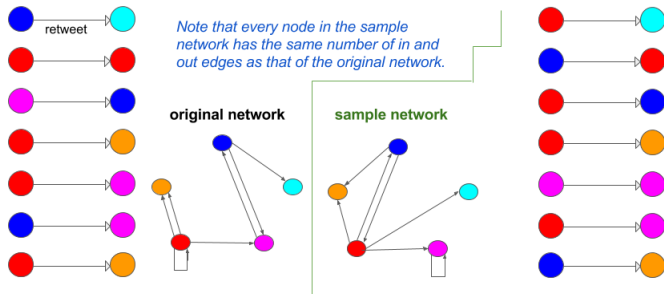 retweet
Note that every node in the sample
network has the same number of in and
out edges as that of the original network.
original network
sample network